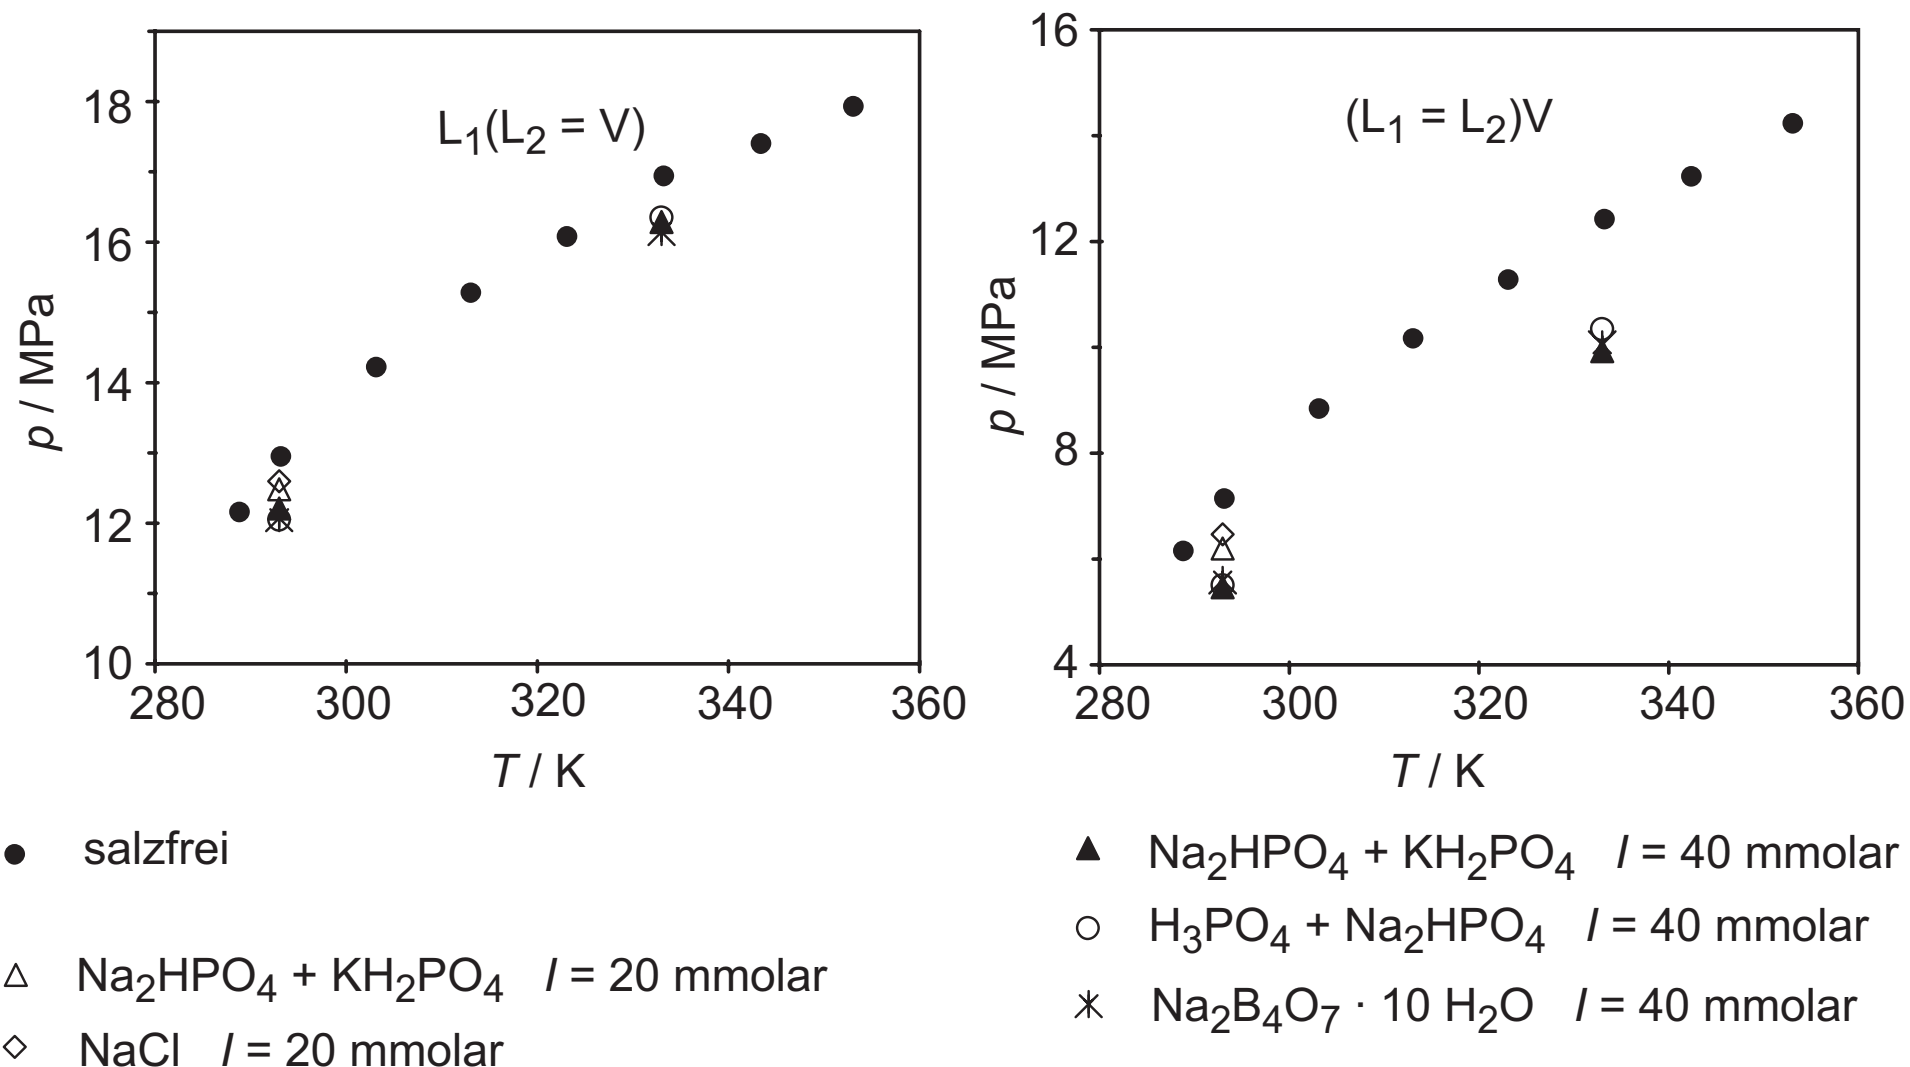 L₁(L₂ = V)
18
16
14
12
10
p / MPa
280 300 320 340 360
T / K
(L₁ = L₂)V
16
12
8
4
p / MPa
280 300 320 340 360
T / K
salzfrei
Na₂HPO₄ + KH₂PO₄ I = 20 mmolar
NaCl I = 20 mmolar
Na₂HPO₄ + KH₂PO₄ I = 40 mmolar
H₃PO₄ + Na₂HPO₄ I = 40 mmolar
Na₂B₄O₇ · 10 H₂O I = 40 mmolar